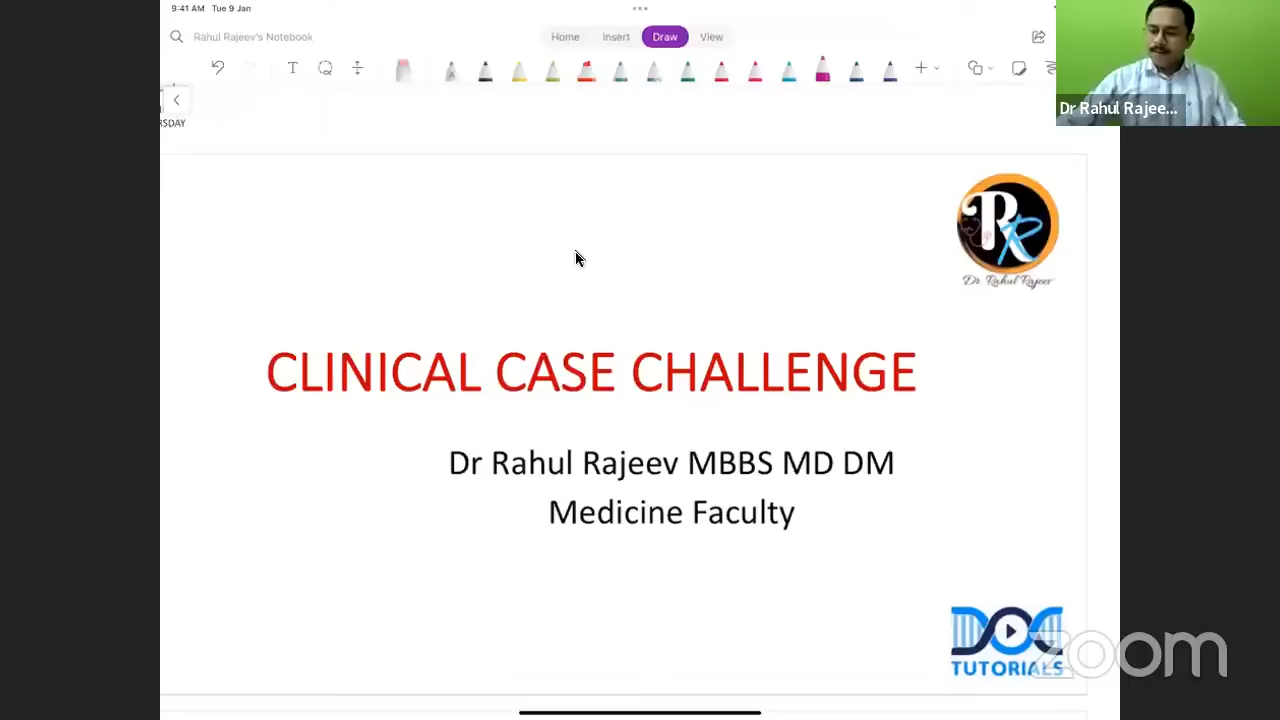 9:41 AM Tue 9 Jan
Rahul Rajeev's Notebook
Home Insert Draw View
Dr Rahul Rajee...
RSDAY
R R
Dr Rahul Rajeev
CLINICAL CASE CHALLENGE
Dr Rahul Rajeev MBBS MD DM
Medicine Faculty
DOC
TUTORIALS
zoom